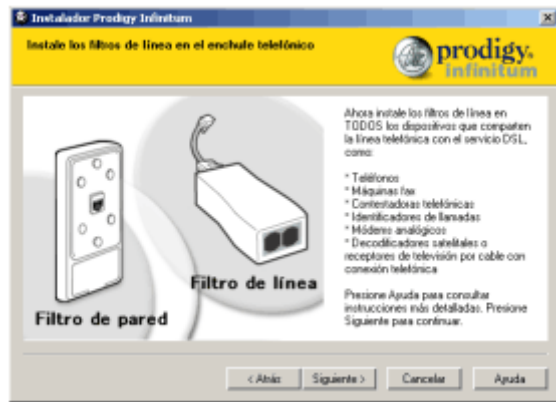 Instalador Prodigy Infinitum
Instale los filtros de línea en el enchufe telefónico
prodigy
infinitum
Ahora instale los filtros de línea en
TODOS los dispositivos que comparten
la línea telefónica con el servicio DSL,
como:
* Teléfonos
* Máquinas fax
* Contestadoras telefónicas
* Identificadores de llamadas
* Módems analógicos
* Decodificadores satelitales o
receptores de televisión por cable con
conexión telefónica
Presione Ayuda para consultar
instrucciones más detalladas. Presione
Siguiente para continuar.
Filtro de línea
Filtro de pared
< Atrás
Siguiente >
Cancelar
Ayuda